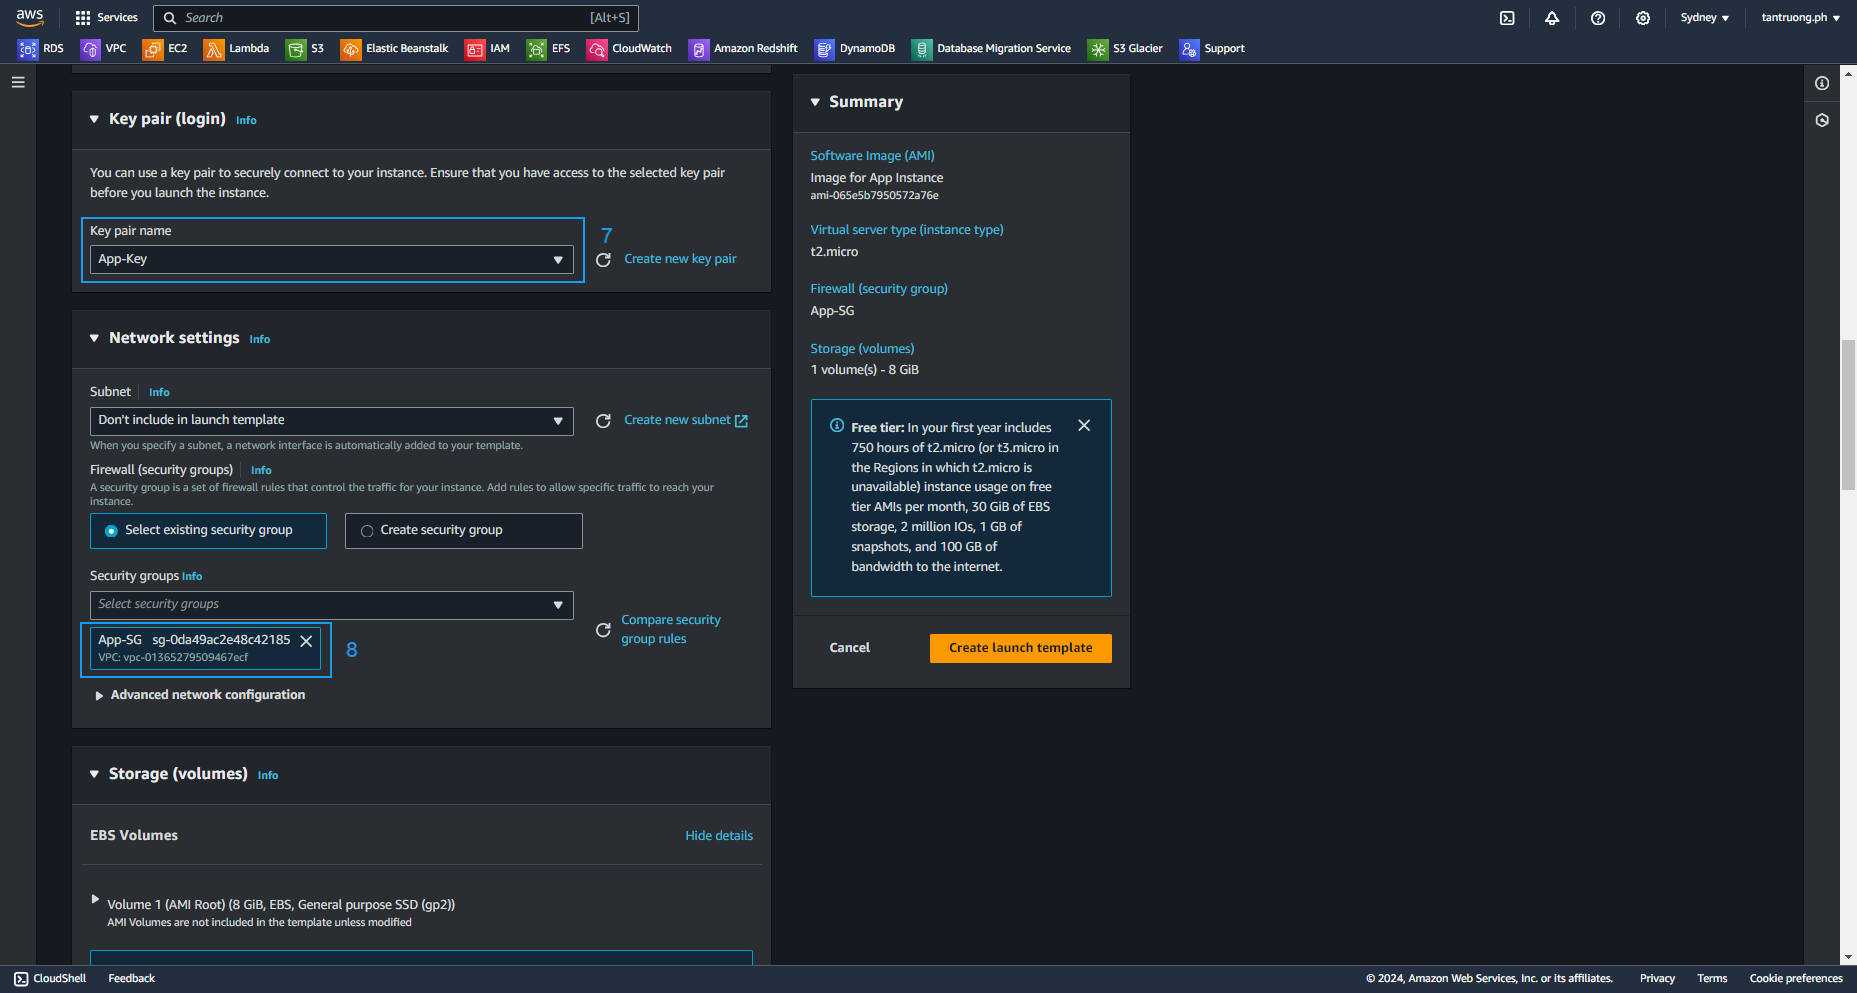 aws
Services
Search [Alt+S]
Sydney
tantruong.ph
RDS VPC EC2 Lambda S3 Elastic Beanstalk IAM EFS CloudWatch Amazon Redshift DynamoDB Database Migration Service S3 Glacier Support
Key pair (login) Info
You can use a key pair to securely connect to your instance. Ensure that you have access to the selected key pair
before you launch the instance.
Key pair name
App-Key
7
Create new key pair
Network settings Info
Subnet Info
Don't include in launch template
Create new subnet
When you specify a subnet, a network interface is automatically added to your template.
Firewall (security groups) Info
A security group is a set of firewall rules that control the traffic for your instance. Add rules to allow specific traffic to reach your
instance.
Select existing security group
Create security group
Security groups Info
Select security groups
Compare security
group rules
App-SG sg-0da49ac2e48c42185
VPC: vpc-01365279509467ecf
8
Advanced network configuration
Storage (volumes) Info
EBS Volumes
Hide details
Volume 1 (AMI Root) (8 GiB, EBS, General purpose SSD (gp2))
AMI Volumes are not included in the template unless modified
Summary
Software Image (AMI)
Image for App Instance
ami-065e5b7950572a76e
Virtual server type (instance type)
t2.micro
Firewall (security group)
App-SG
Storage (volumes)
1 volume(s) - 8 GiB
Free tier: In your first year includes
750 hours of t2.micro (or t3.micro in
the Regions in which t2.micro is
unavailable) instance usage on free
tier AMIs per month, 30 GiB of EBS
storage, 2 million IOs, 1 GB of
snapshots, and 100 GB of
bandwidth to the internet.
Cancel
Create launch template
CloudShell
Feedback
© 2024, Amazon Web Services, Inc. or its affiliates.
Privacy
Terms
Cookie preferences